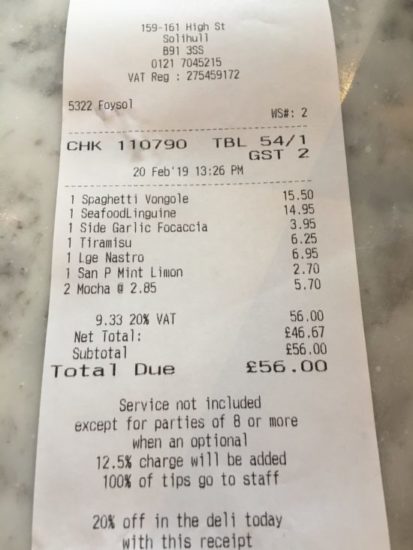 159-161 High St
Solihull
B91 3SS
0121 7045215
VAT Reg : 275459172
5322 Foysol
WS#: 2
CHK 110790 TBL 54/1
GST 2
20 Feb'19 13:26 PM
1 Spaghetti Vongole 15.50
1 SeafoodLinguine 14.95
1 Side Garlic Focaccia 3.95
1 Tiramisu 6.25
1 Lge Nastro 6.95
1 San P Mint Limon 2.70
2 Mocha @ 2.85 5.70
9.33 20% VAT 56.00
Net Total: £46.67
Subtotal £56.00
Total Due £56.00
Service not included
except for parties of 8 or more
when an optional
12.5% charge will be added
100% of tips go to staff
20% off in the deli today
with this receipt